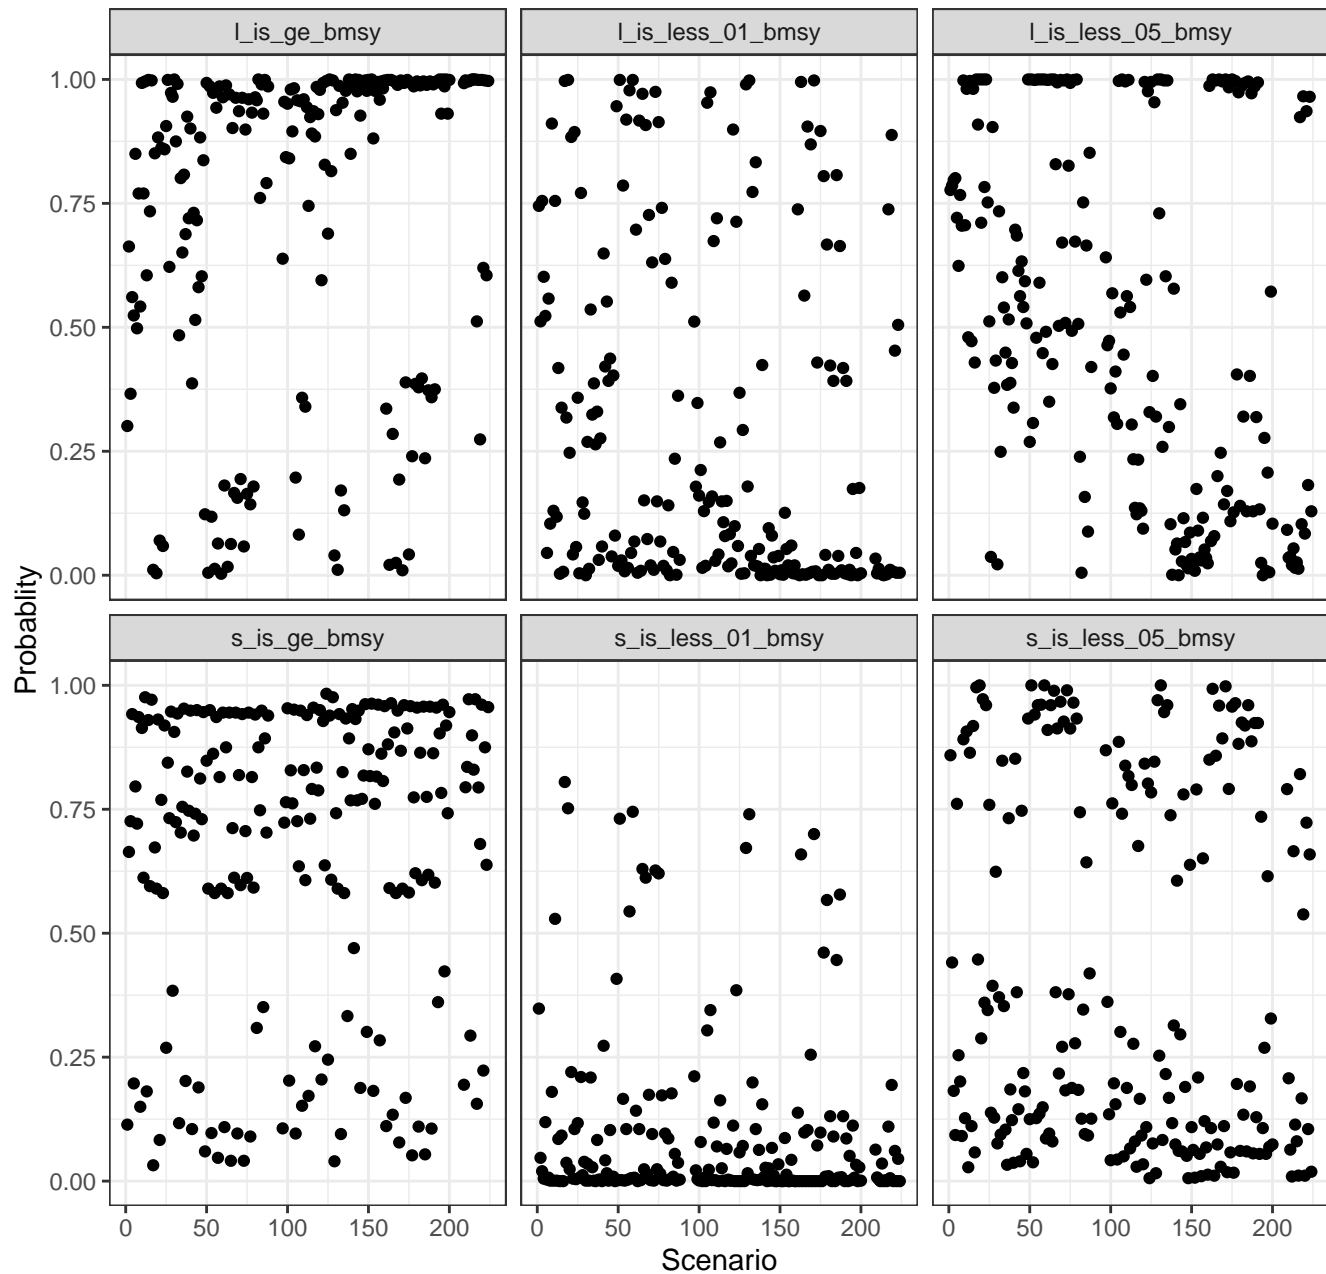 l_is_ge_bmsy
l_is_less_01_bmsy
l_is_less_05_bmsy
1.00
0.75
0.50
0.25
0.00
Probablity
s_is_ge_bmsy
s_is_less_01_bmsy
s_is_less_05_bmsy
1.00
0.75
0.50
0.25
0.00
0 50 100 150 200
0 50 100 150 200
0 50 100 150 200
Scenario